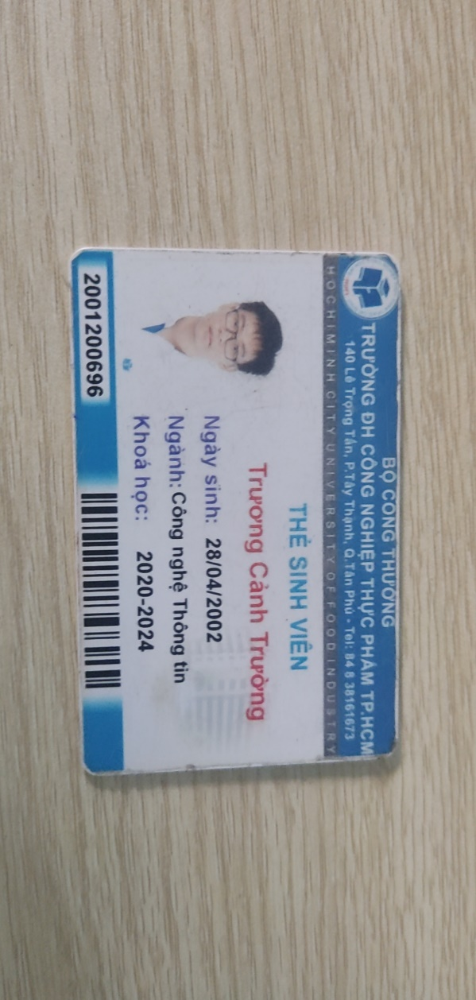 BỘ CÔNG THƯƠNG
TRƯỜNG ĐH CÔNG NGHIỆP THỰC PHẨM TP.HCM
140 Lê Trọng Tấn, P.Tây Thạnh, Q.Tân Phú - Tel: 84 8 38161673
HOCHIMINH CITY UNIVERSITY OF FOOD INDUSTRY
THẺ SINH VIÊN
Trương Cảnh Trường
Ngày sinh: 28/04/2002
Ngành: Công nghệ Thông tin
Khoá học: 2020-2024
2001200696